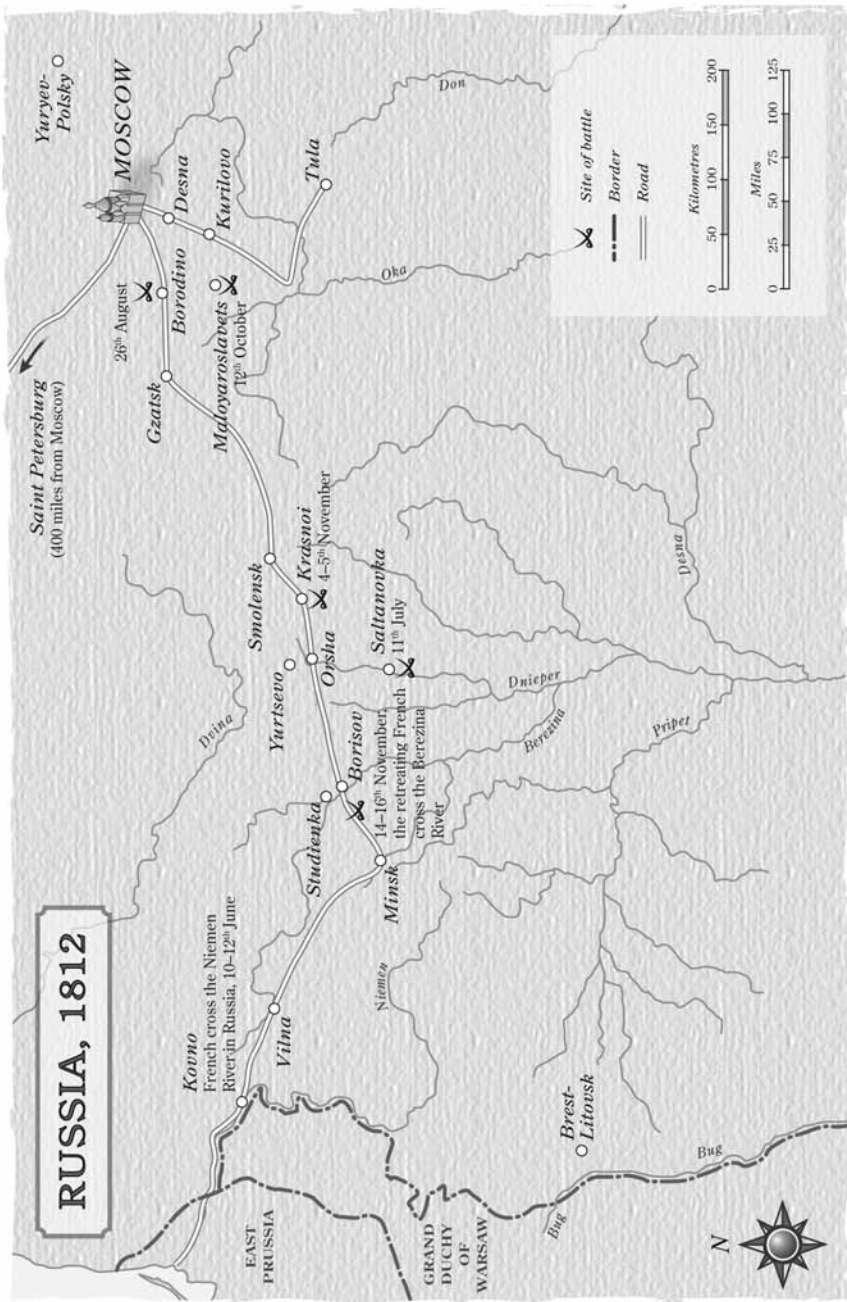 RUSSIA, 1812
Saint Petersburg
(400 miles from Moscow)
Yuryev-
Polsky
MOSCOW
26th August
Desna
Borodino
Gzatsk
Kurilovo
Maloyaroslavets
12th October
Tula
Don
Oka
Dvina
Smolensk
Krasnoi
4–5th November
Yurtsevo
Orsha
Saltanovka
11th July
Studienka
Borisov
14–16th November,
the retreating French
cross the Berezina
River
Minsk
Kovno
French cross the Niemen
River in Russia, 10–12th June
Vilna
Niemen
Berezina
Dnieper
Desna
Pripet
EAST
PRUSSIA
GRAND
DUCHY
OF
WARSAW
Brest-
Litovsk
Bug
Bug
N
Site of battle
Border
Road
Kilometres
0 50 100 150 200
Miles
0 25 50 75 100 125